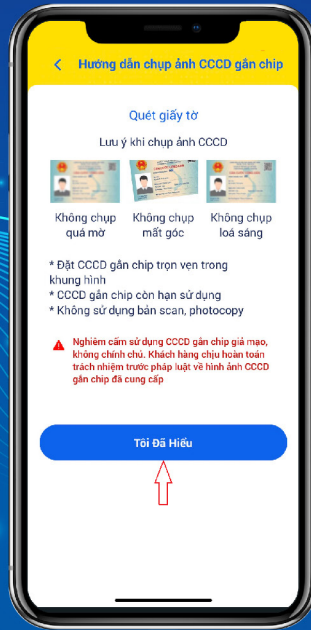 Hướng dẫn chụp ảnh CCCD gắn chip
Quét giấy tờ
Lưu ý khi chụp ảnh CCCD
Không chụp quá mờ
Không chụp mất góc
Không chụp loá sáng
* Đặt CCCD gắn chip trọn vẹn trong
khung hình
* CCCD gắn chip còn hạn sử dụng
* Không sử dụng bản scan, photocopy
Nghiêm cấm sử dụng CCCD gắn chip giả mạo,
không chính chủ. Khách hàng chịu hoàn toàn
trách nhiệm trước pháp luật về hình ảnh CCCD
gắn chip đã cung cấp
Tôi Đã Hiểu